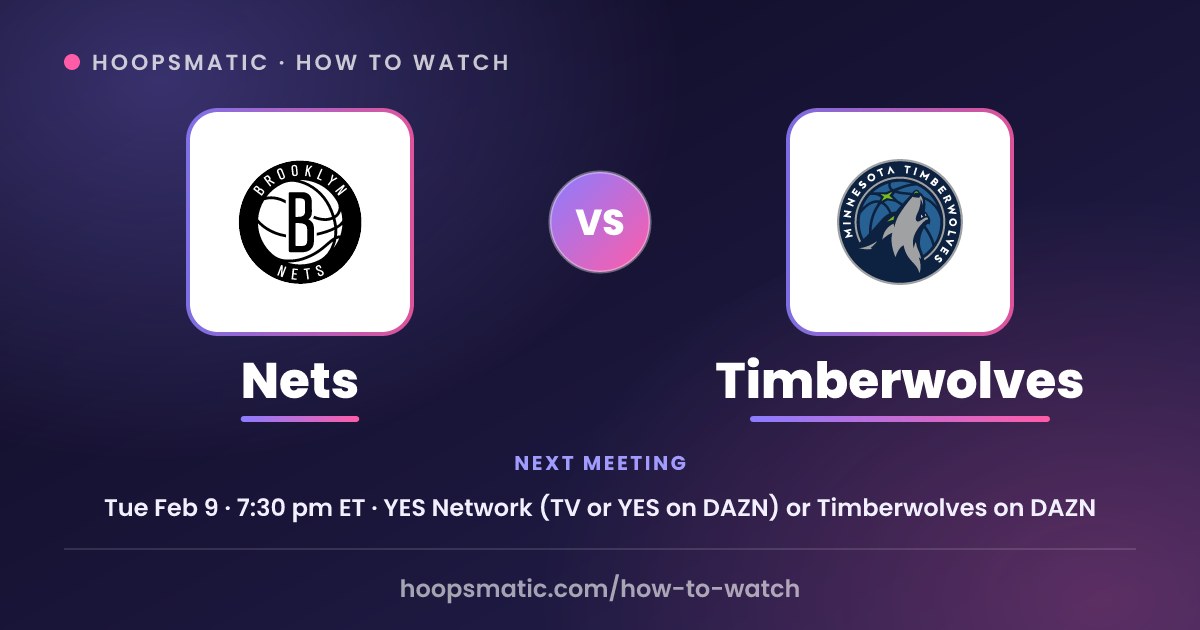 HOOPSMATIC · HOW TO WATCH
BROOKLYN
B
NETS
VS
MINNESOTA TIMBERWOLVES
Nets
Timberwolves
NEXT MEETING
Tue Feb 9 · 7:30 pm ET · YES Network (TV or YES on DAZN) or Timberwolves on DAZN
hoopsmatic.com/how-to-watch